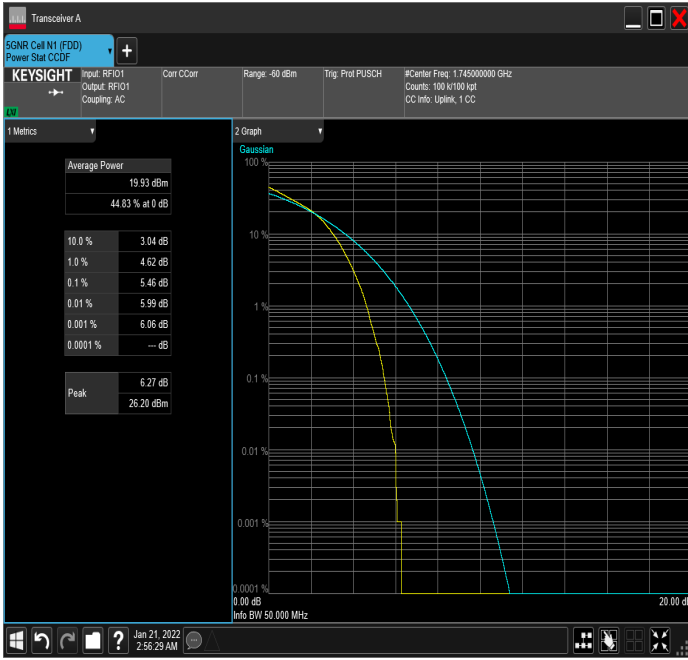 Transceiver A
5GNR Cell N1 (FDD)
Power Stat CCDF
KEYSIGHT
Input: RFIO1
Output: RFIO1
Coupling: AC
Corr CCorr
Range: -60 dBm
Trig: Prot PUSCH
#Center Freq: 1.745000000 GHz
Counts: 100 k/100 kpt
CC Info: Uplink, 1 CC
1 Metrics
Average Power
19.93 dBm
44.83 % at 0 dB
10.0 % 3.04 dB
1.0 % 4.62 dB
0.1 % 5.46 dB
0.01 % 5.99 dB
0.001 % 6.06 dB
0.0001 % --- dB
Peak
6.27 dB
26.20 dBm
2 Graph
Gaussian
100 %
10 %
1 %
0.1 %
0.01 %
0.001 %
0.0001 %
0.00 dB
20.00 dB
Info BW 50.000 MHz
Jan 21, 2022
2:56:29 AM